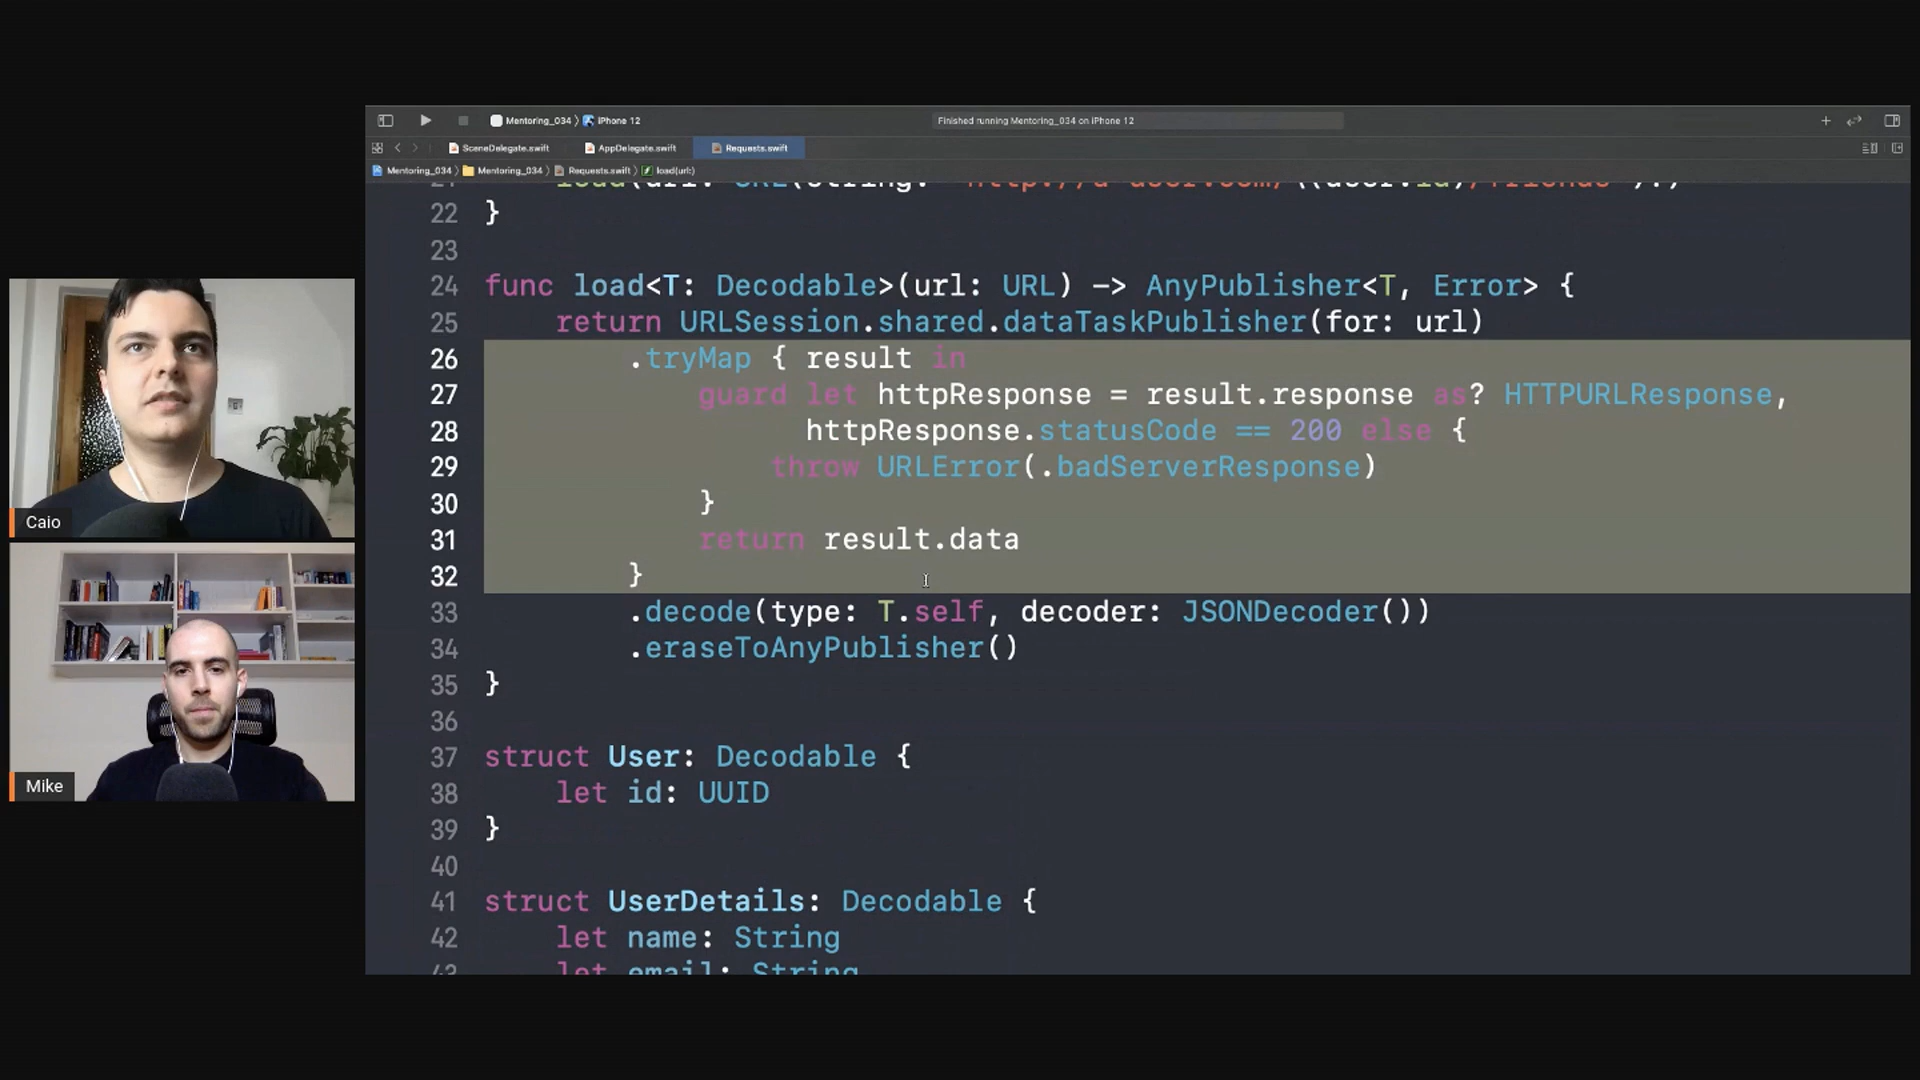 Mentoring_034 〉 iPhone 12
Finished running Mentoring_034 on iPhone 12
SceneDelegate.swift
AppDelegate.swift
Requests.swift
Mentoring_034 〉 Mentoring_034 〉 Requests.swift 〉 load(url:)
22 }
23
24 func load<T: Decodable>(url: URL) -> AnyPublisher<T, Error> {
25 return URLSession.shared.dataTaskPublisher(for: url)
26 .tryMap { result in
27 guard let httpResponse = result.response as? HTTPURLResponse,
28 httpResponse.statusCode == 200 else {
29 throw URLError(.badServerResponse)
30 }
31 return result.data
32 }
33 .decode(type: T.self, decoder: JSONDecoder())
34 .eraseToAnyPublisher()
35 }
36
37 struct User: Decodable {
38 let id: UUID
39 }
40
41 struct UserDetails: Decodable {
42 let name: String
43 let email: String
Caio
Mike